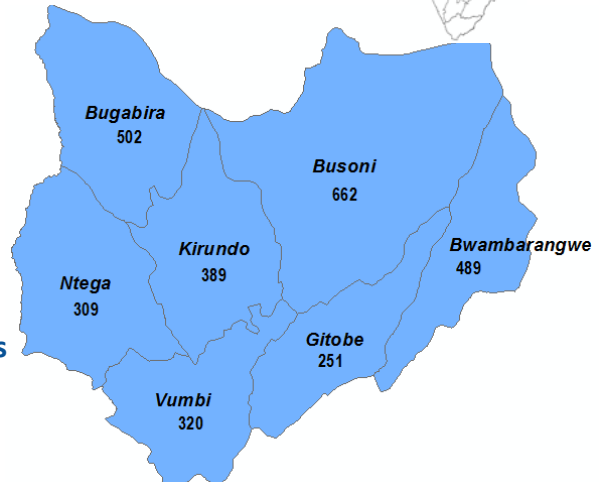 Bugabira
502
Busoni
662
Kirundo
389
Bwambarangwe
489
Ntega
309
Gitobe
251
Vumbi
320
s